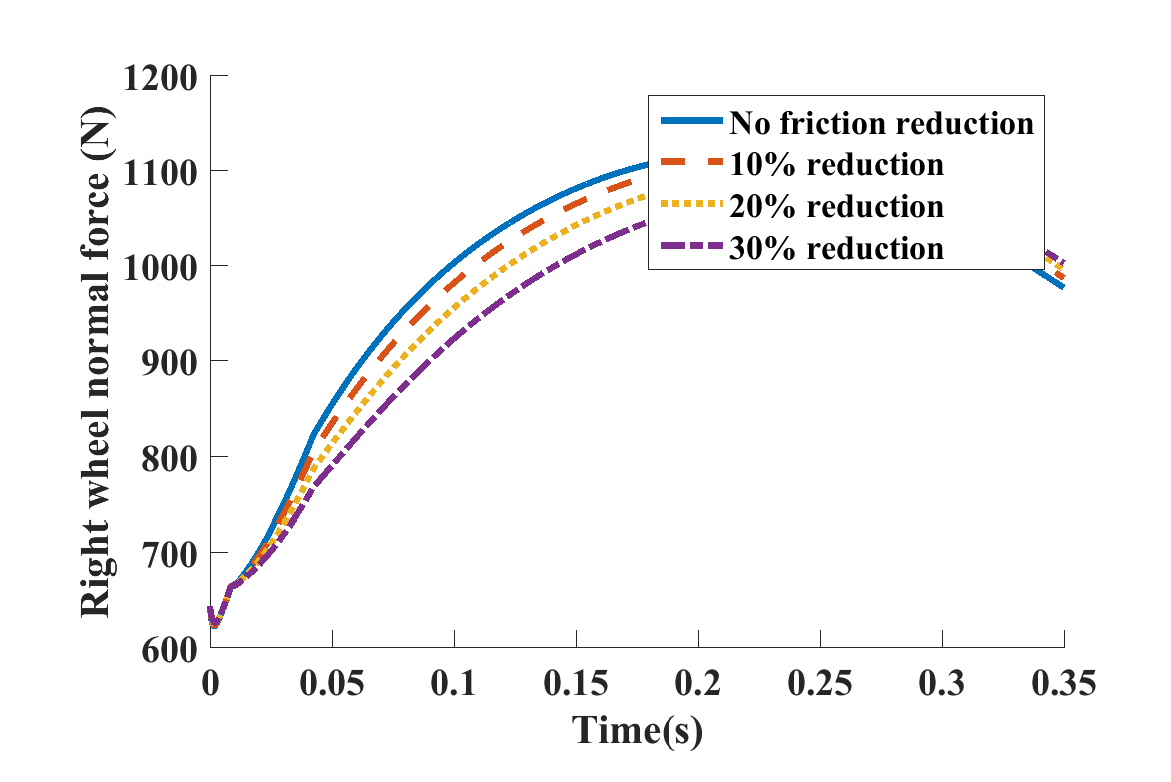 1200
1100
1000
900
800
700
600
Right wheel normal force (N)
No friction reduction
10% reduction
20% reduction
30% reduction
0 0.05 0.1 0.15 0.2 0.25 0.3 0.35
Time(s)